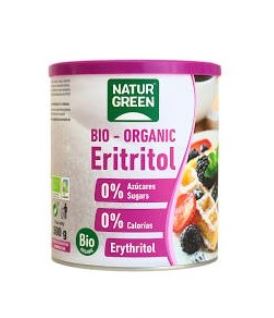 NATUR
GREEN
BIO - ORGANIC
Eritritol
0% Azúcares
Sugars
0% Calorías
Erythritol
Bio